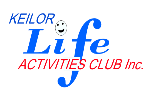 KEILOR
Life
ACTIVITIES CLUB Inc.